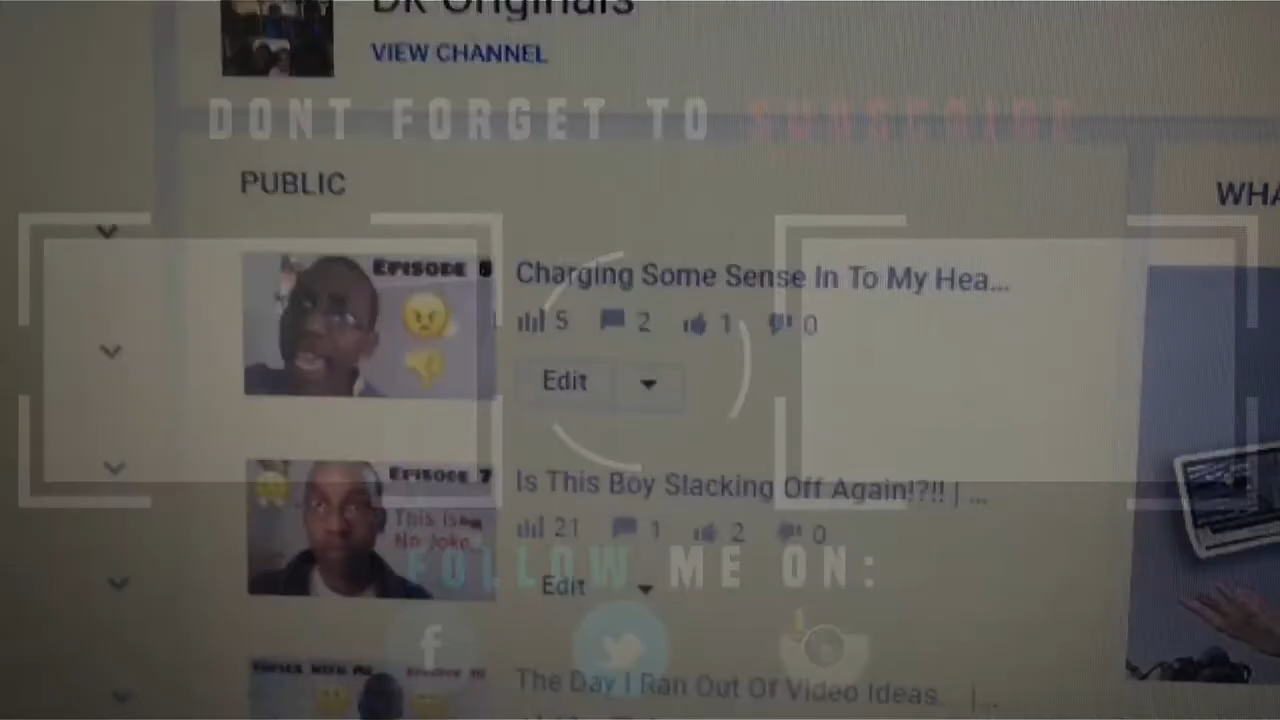 DK Originals
VIEW CHANNEL
DONT FORGET TO SUBSCRIBE
PUBLIC
WHA
EPISODE 8
Charging Some Sense In To My Hea...
5 2 1 0
Edit
EPISODE 7
This Is
No Joke..
Is This Boy Slacking Off Again!?!! | ...
21 1 2 0
FOLLOW ME ON:
Edit
f
The Day I Ran Out Of Video Ideas. |...